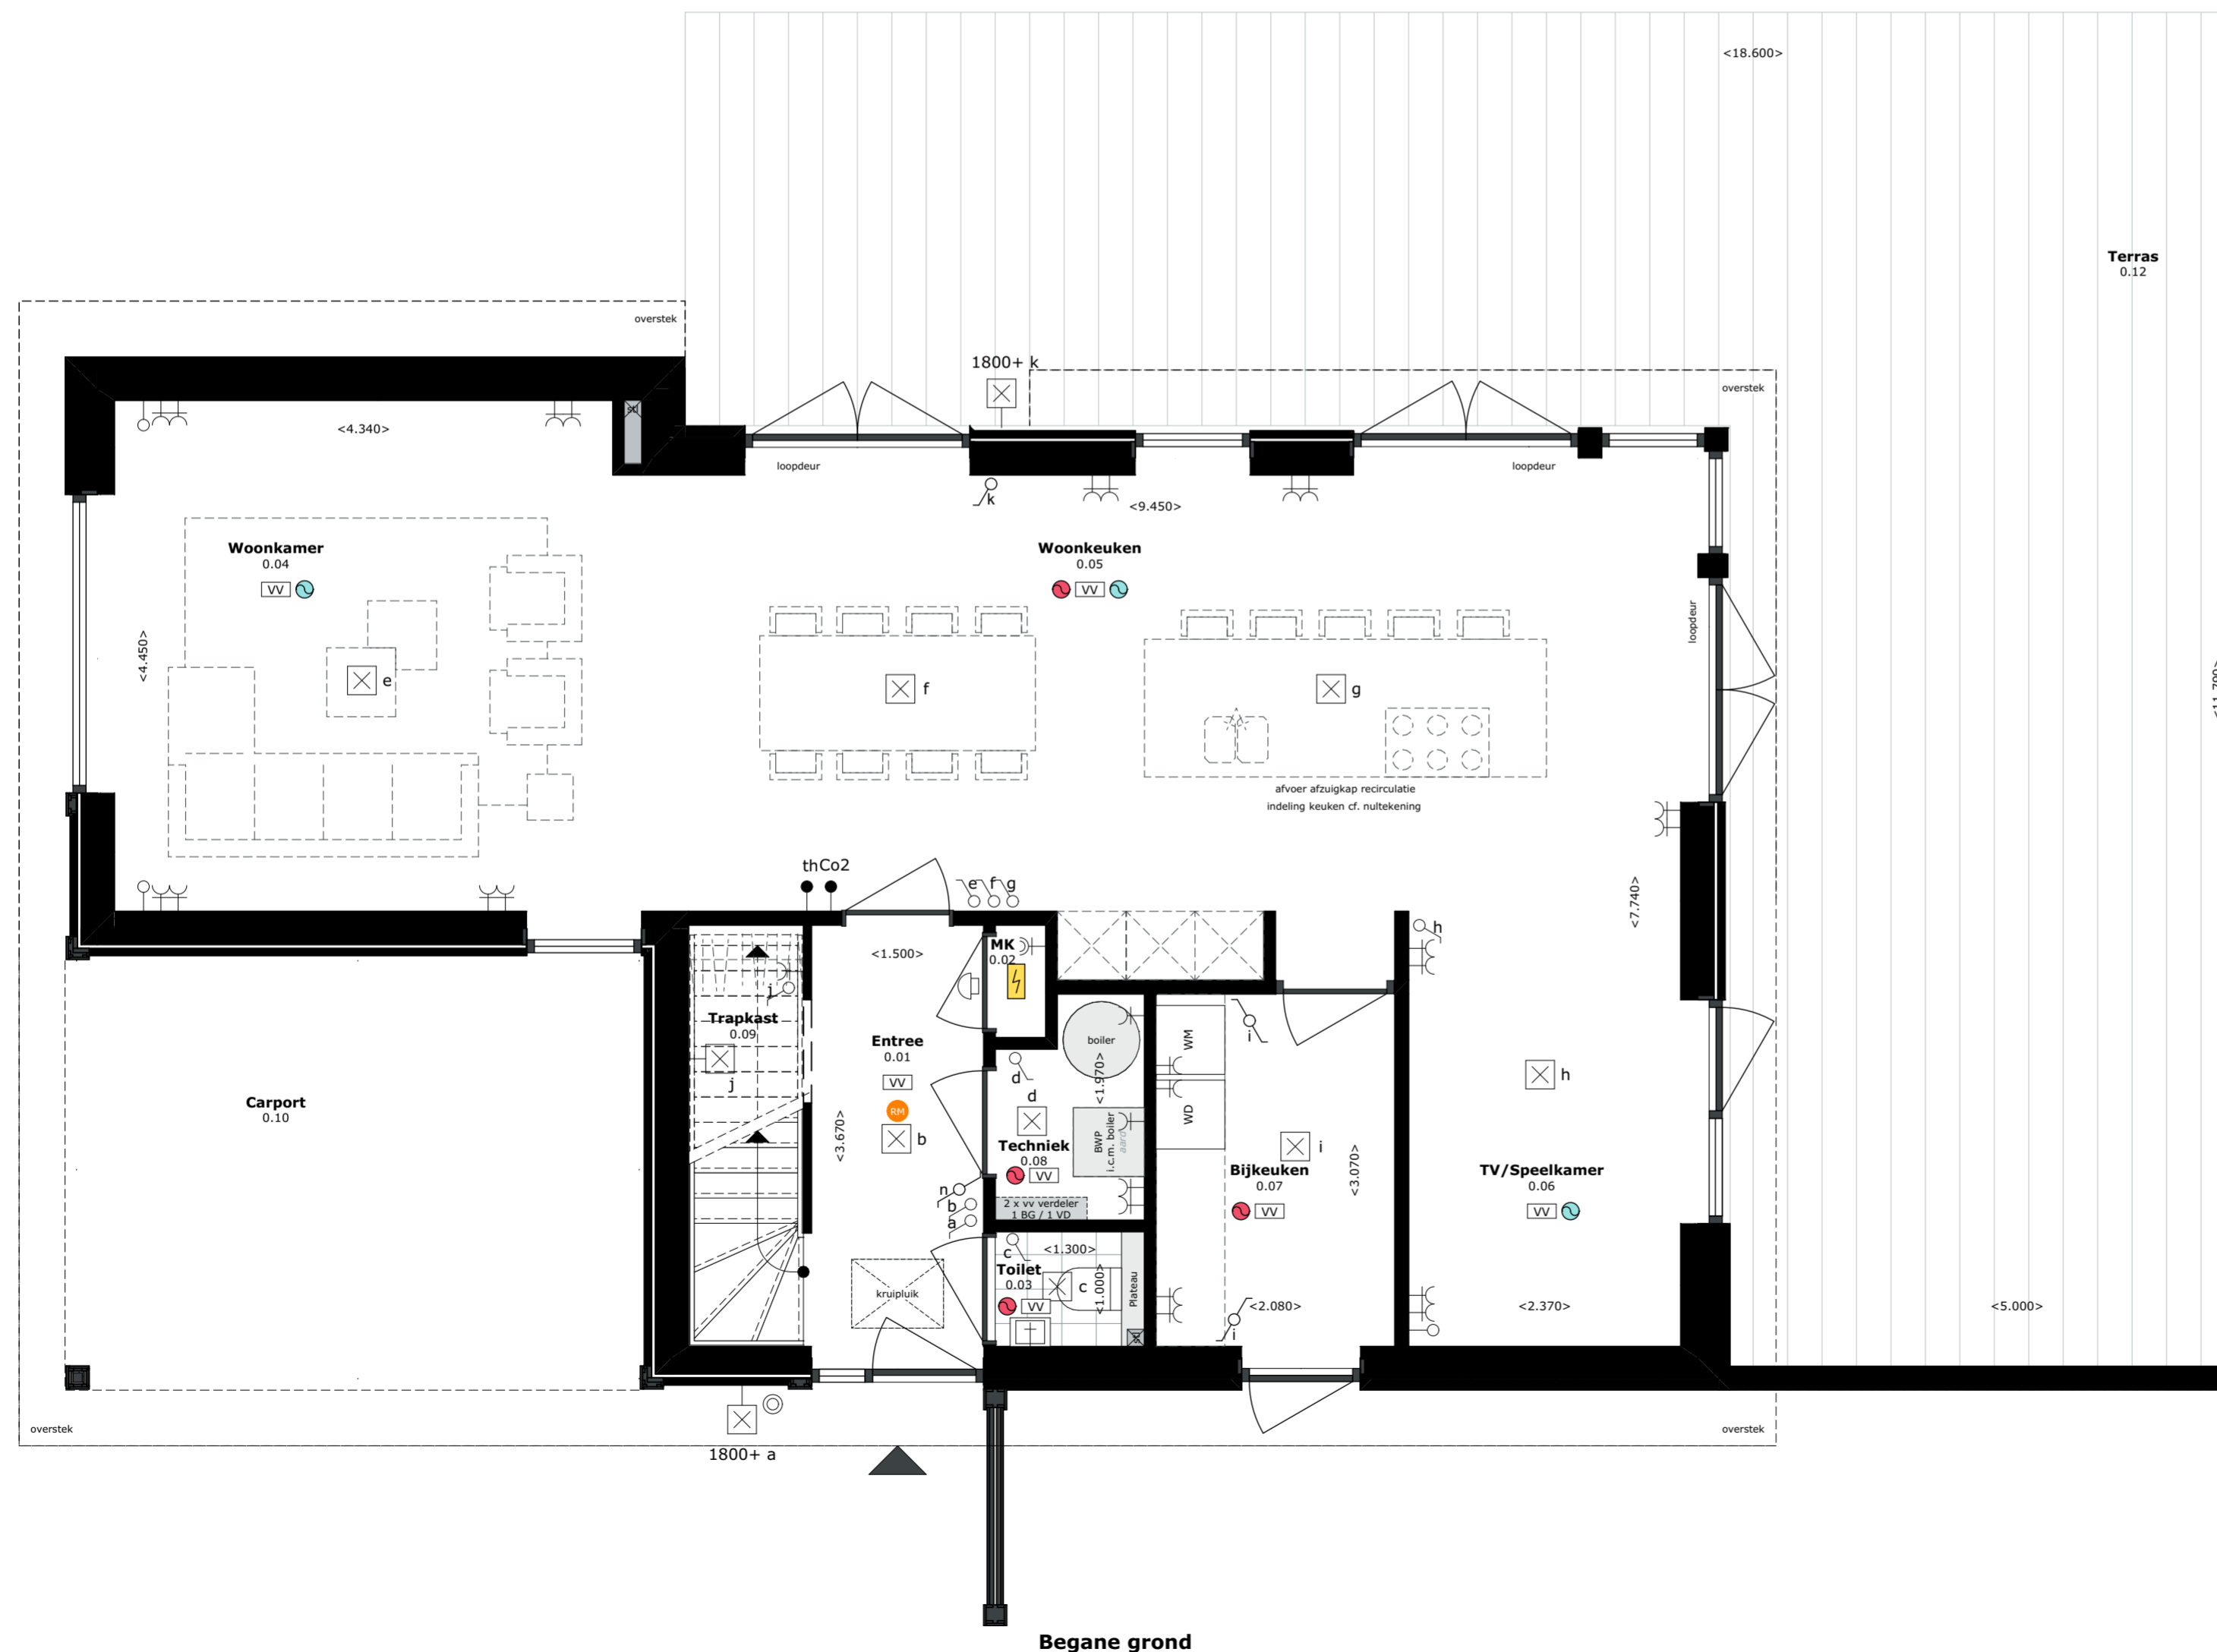 <18.600>
Terras
0.12
overstek
1800+ k
overstek
<4.340>
stl
loopdeur
loopdeur
k
<9.450>
Woonkamer
0.04
VV
Woonkeuken
0.05
VV
loopdeur
<4.450>
e
f
g
<11.790>
afvoer afzuigkap recirculatie
indeling keuken cf. nultekening
thCo2
e f g
<7.740>
h
<1.500>
MK
0.02
j
Trapkast
0.09
j
Entree
0.01
VV
RM
b
<3.670>
boiler
<1.970>
d
d
Techniek
0.08
VV
BWP
i.c.m. boiler
aard
2 x vv verdeler
1 BG / 1 VD
WM
WD
i
i
Bijkeuken
0.07
VV
<3.070>
h
TV/Speelkamer
0.06
VV
Carport
0.10
n
b
a
c
<1.300>
Toilet
0.03
VV
c
<1.000>
Plateau
stl
kruipluik
<2.080>
i
<2.370>
<5.000>
overstek
overstek
1800+ a
Begane grond